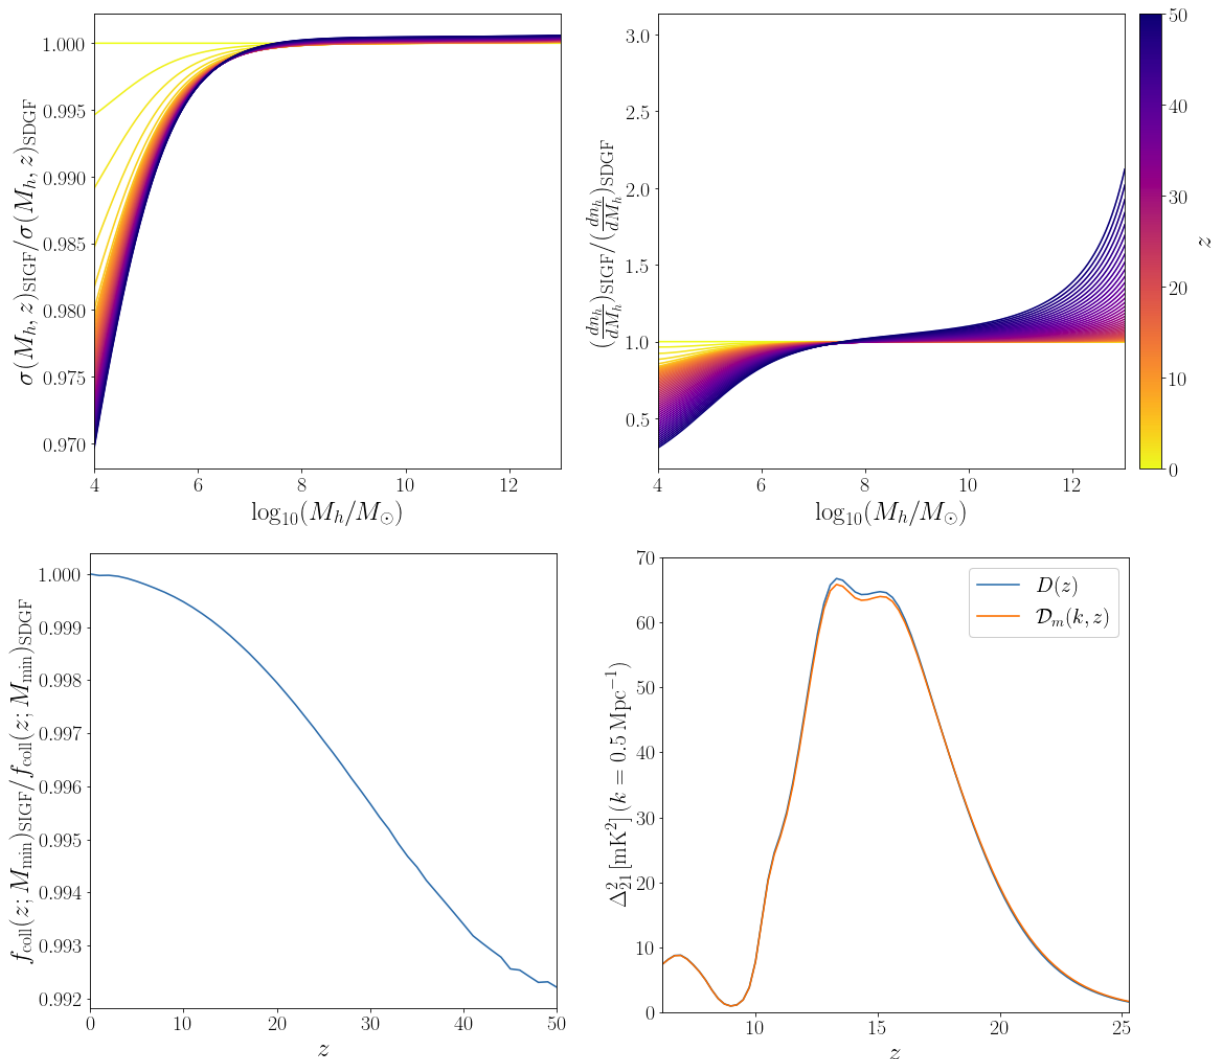 1.000
0.995
0.990
0.985
0.980
0.975
0.970
σ(M_h, z)_SIGF/σ(M_h, z)_SDGF
4 6 8 10 12
log₁₀(M_h/M_⊙)
3.0
2.5
2.0
1.5
1.0
0.5
(dn_h/dM_h)_SIGF/(dn_h/dM_h)_SDGF
4 6 8 10 12
log₁₀(M_h/M_⊙)
50
40
30
20
10
0
z
1.000
0.999
0.998
0.997
0.996
0.995
0.994
0.993
0.992
f_coll(z; M_min)_SIGF/f_coll(z; M_min)_SDGF
0 10 20 30 40 50
z
70
60
50
40
30
20
10
0
Δ²₂₁ [mK²] (k = 0.5 Mpc⁻¹)
D(z)
𝒟_m(k, z)
10 15 20 25
z